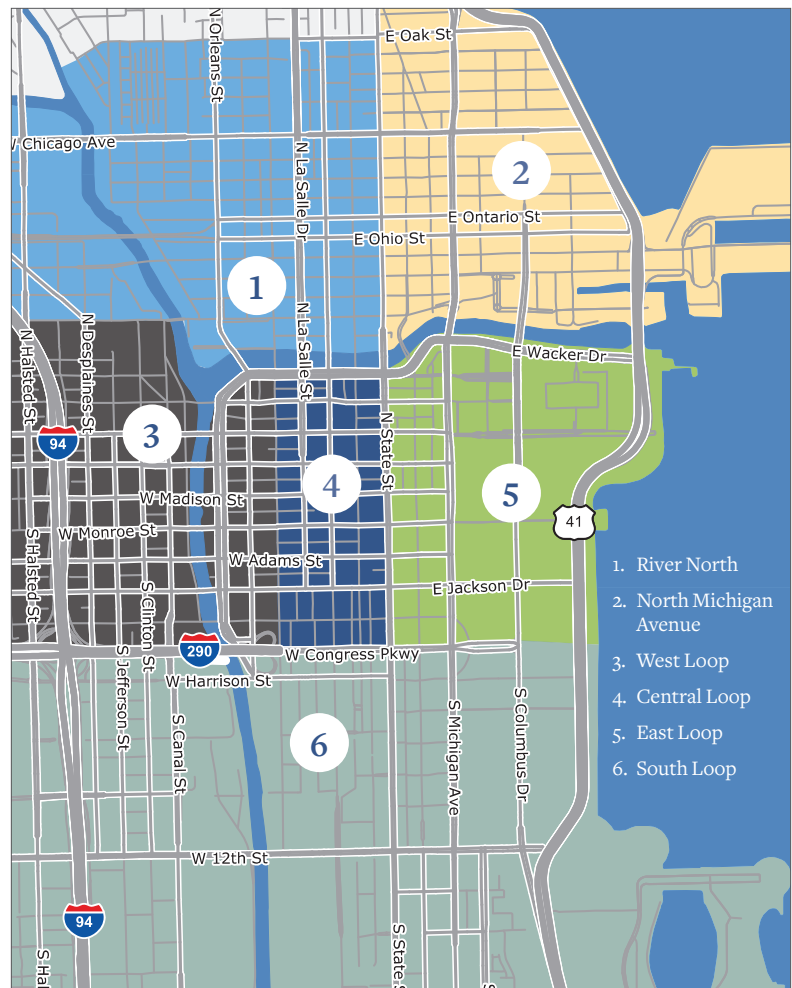 N Orleans St
E Oak St
W Chicago Ave
N La Salle Dr
2
E Ontario St
E Ohio St
1
N Halsted St
N Desplaines St
N La Salle St
E Wacker Dr
3
94
N State St
4
W Madison St
5
41
W Monroe St
S Halsted St
W Adams St
E Jackson Dr
S Clinton St
1. River North
2. North Michigan
Avenue
3. West Loop
4. Central Loop
5. East Loop
6. South Loop
290
W Congress Pkwy
S Jefferson St
W Harrison St
S Canal St
6
S Michigan Ave
S Columbus Dr
W 12th St
94
S Hal
S State S
S